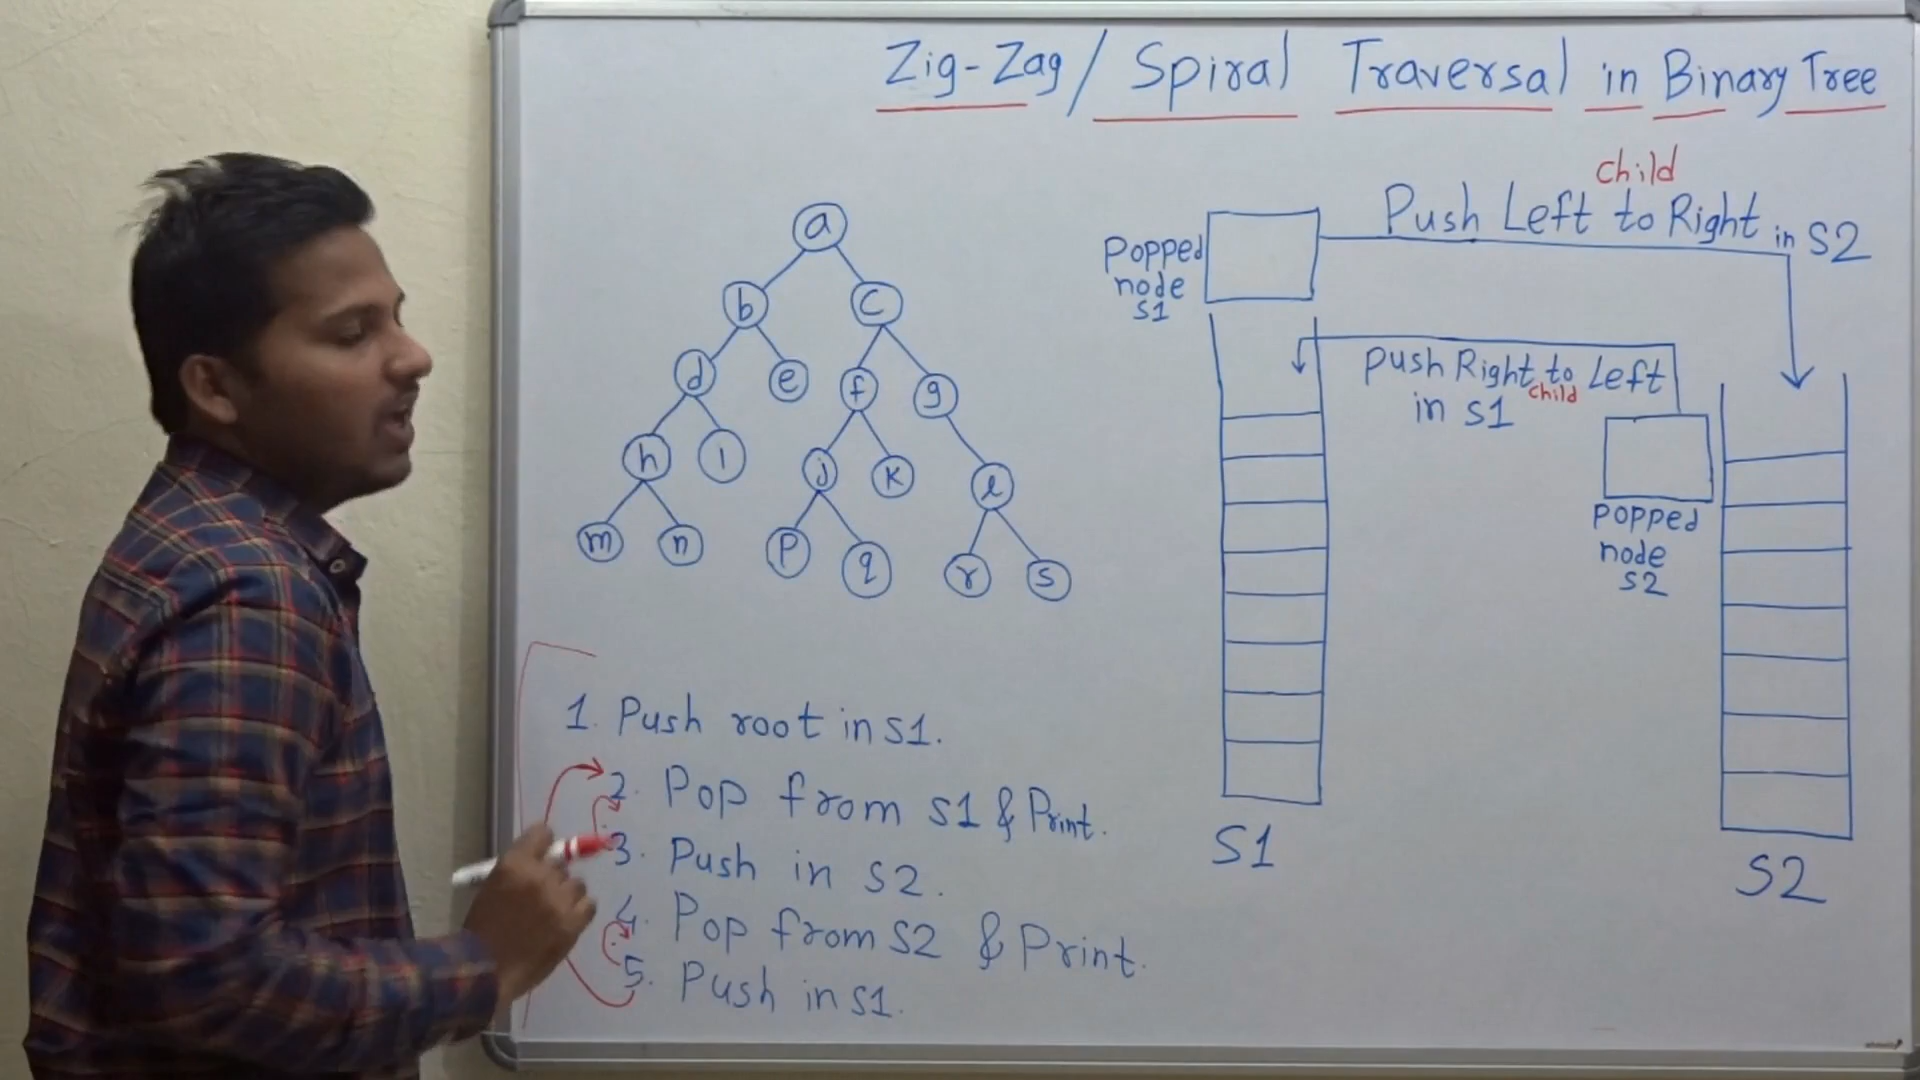 Zig-Zag / Spiral Traversal in Binary Tree
child
Push Left to Right in S2
Popped
node
S1
Push Right to Left
child
in S1
Popped
node
S2
a
b c
d e f g
h i j k l
m n p q r s
1. Push root in S1.
2. Pop from S1 & Print.
3. Push in S2.
4. Pop from S2 & Print.
5. Push in S1.
S1
S2